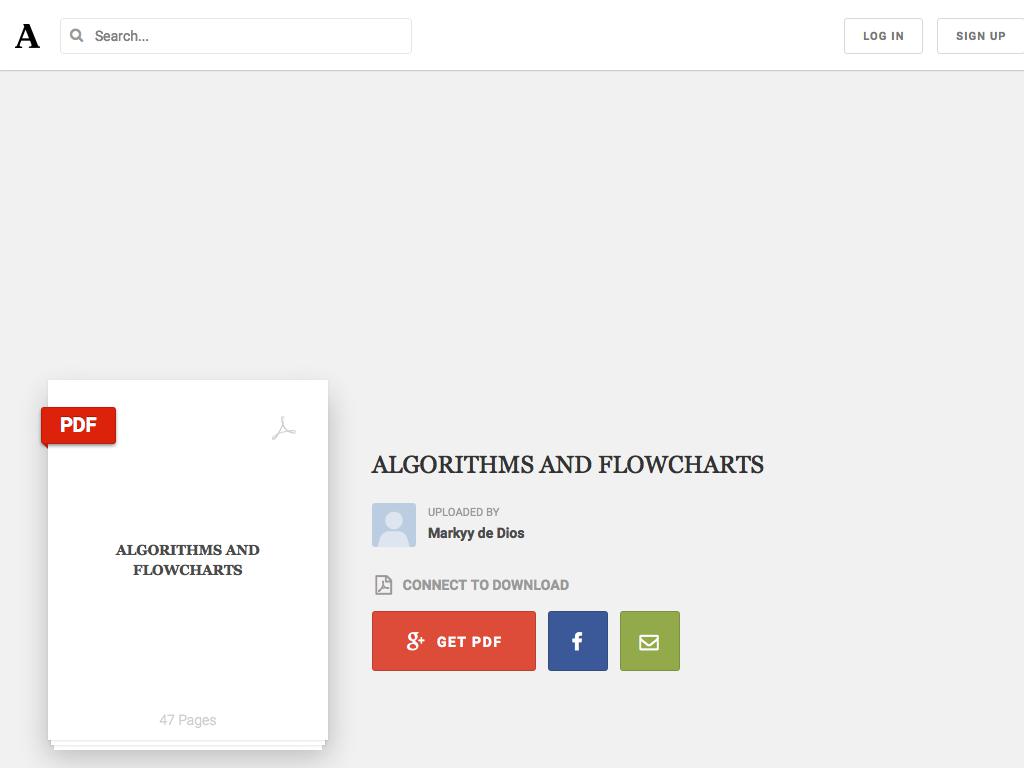 A
Search...
LOG IN
SIGN UP
PDF
ALGORITHMS AND
FLOWCHARTS
47 Pages
ALGORITHMS AND FLOWCHARTS
UPLOADED BY
Markyy de Dios
CONNECT TO DOWNLOAD
g+ GET PDF
f